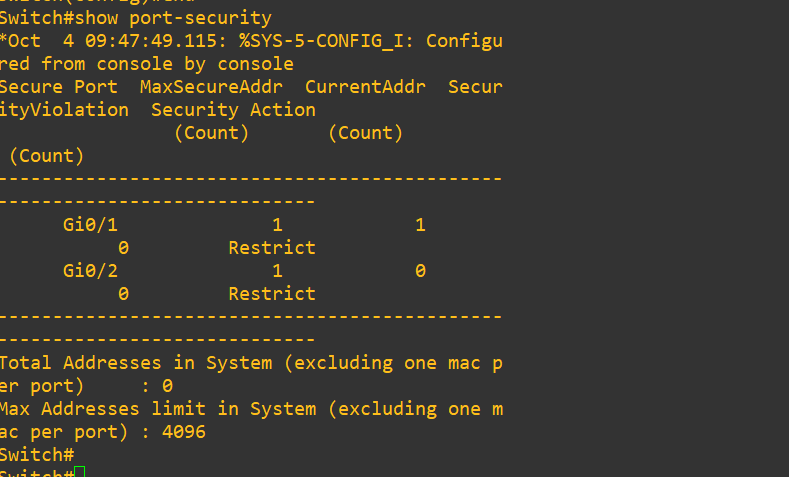 Switch#show port-security
*Oct  4 09:47:49.115: %SYS-5-CONFIG_I: Configu
red from console by console
Secure Port  MaxSecureAddr  CurrentAddr  Secur
ityViolation  Security Action
                (Count)       (Count)
 (Count)
----------------------------------------------
-----------------------------
      Gi0/1              1            1
           0         Restrict
      Gi0/2              1            0
           0         Restrict
----------------------------------------------
-----------------------------
Total Addresses in System (excluding one mac p
er port)     : 0
Max Addresses limit in System (excluding one m
ac per port) : 4096
Switch#
Switch#